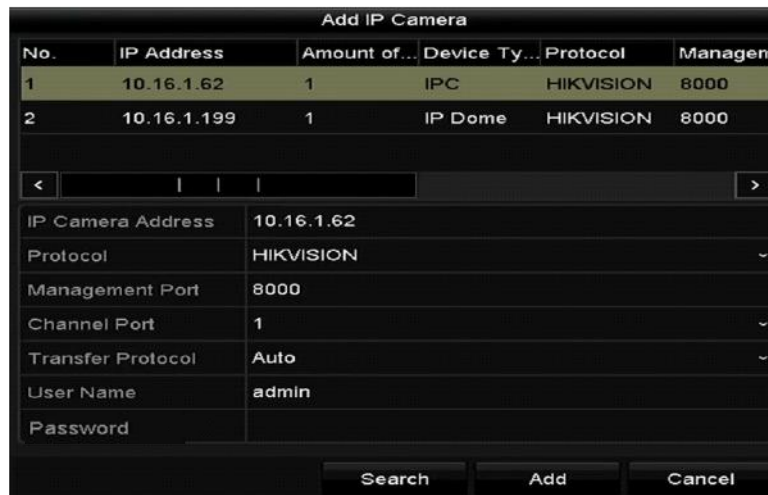 Add IP Camera
No. IP Address Amount of... Device Ty... Protocol Managem
1 10.16.1.62 1 IPC HIKVISION 8000
2 10.16.1.199 1 IP Dome HIKVISION 8000
IP Camera Address 10.16.1.62
Protocol HIKVISION
Management Port 8000
Channel Port 1
Transfer Protocol Auto
User Name admin
Password
Search Add Cancel